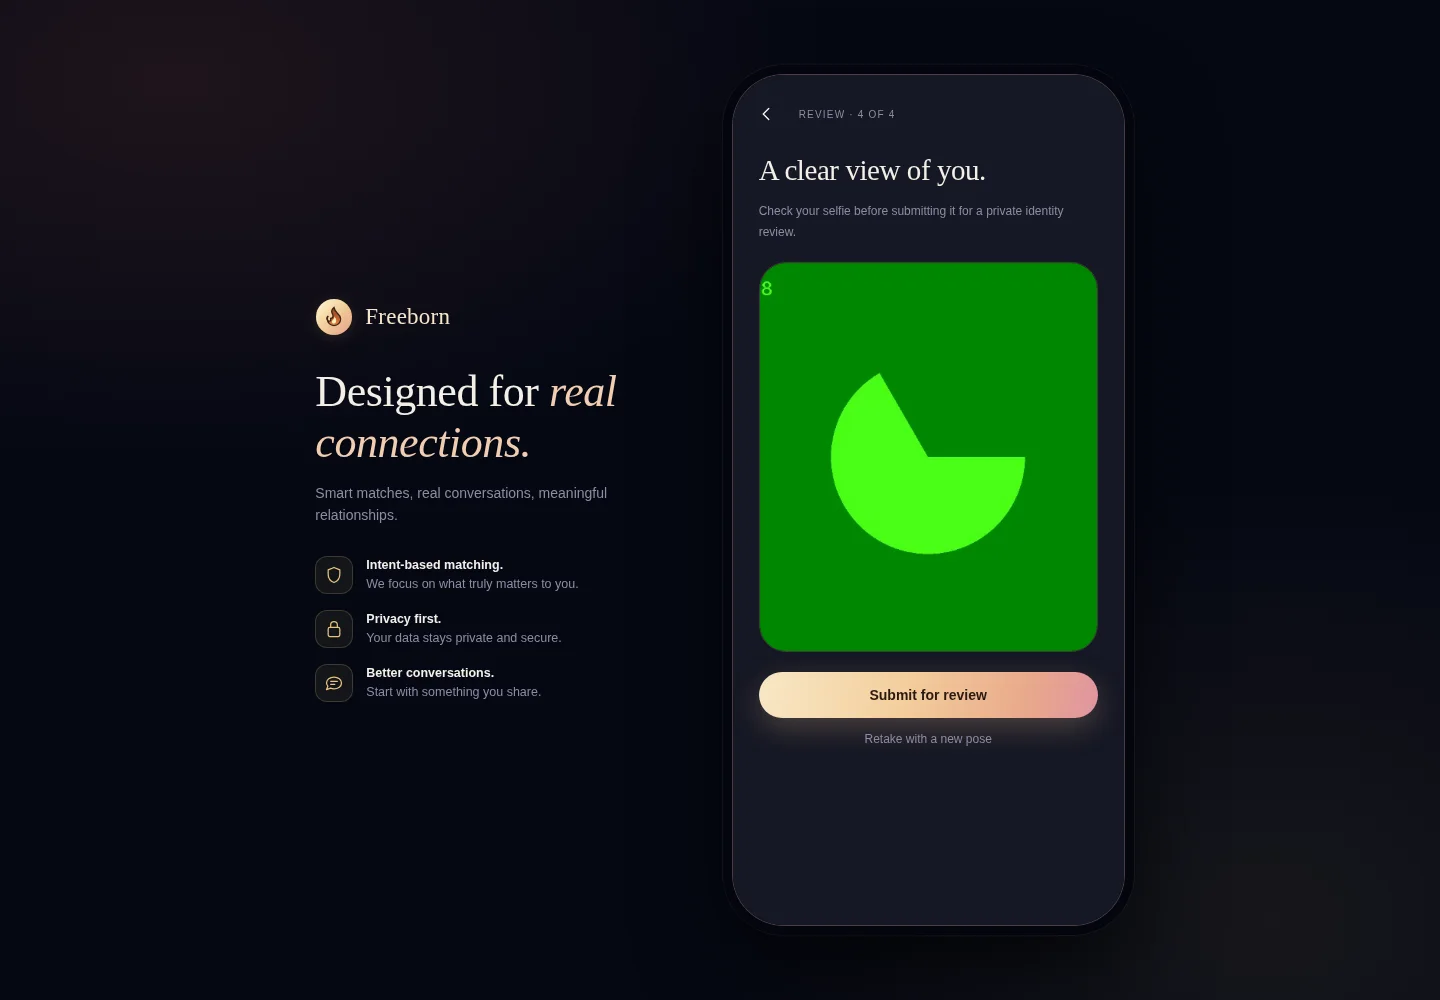 Freeborn
Designed for real
connections.
Smart matches, real conversations, meaningful
relationships.
Intent-based matching.
We focus on what truly matters to you.
Privacy first.
Your data stays private and secure.
Better conversations.
Start with something you share.
REVIEW · 4 OF 4
A clear view of you.
Check your selfie before submitting it for a private identity
review.
8
Submit for review
Retake with a new pose